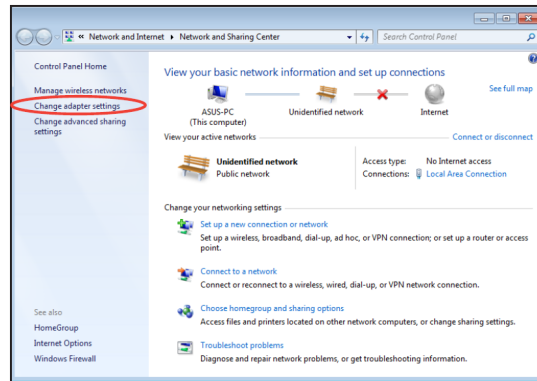 « Network and Internet ▸ Network and Sharing Center
Search Control Panel
Control Panel Home
Manage wireless networks
Change adapter settings
Change advanced sharing
settings
See also
HomeGroup
Internet Options
Windows Firewall
View your basic network information and set up connections
See full map
ASUS-PC
(This computer)
Unidentified network
Internet
View your active networks
Connect or disconnect
Unidentified network
Public network
Access type: No Internet access
Connections: Local Area Connection
Change your networking settings
Set up a new connection or network
Set up a wireless, broadband, dial-up, ad hoc, or VPN connection; or set up a router or access
point.
Connect to a network
Connect or reconnect to a wireless, wired, dial-up, or VPN network connection.
Choose homegroup and sharing options
Access files and printers located on other network computers, or change sharing settings.
Troubleshoot problems
Diagnose and repair network problems, or get troubleshooting information.